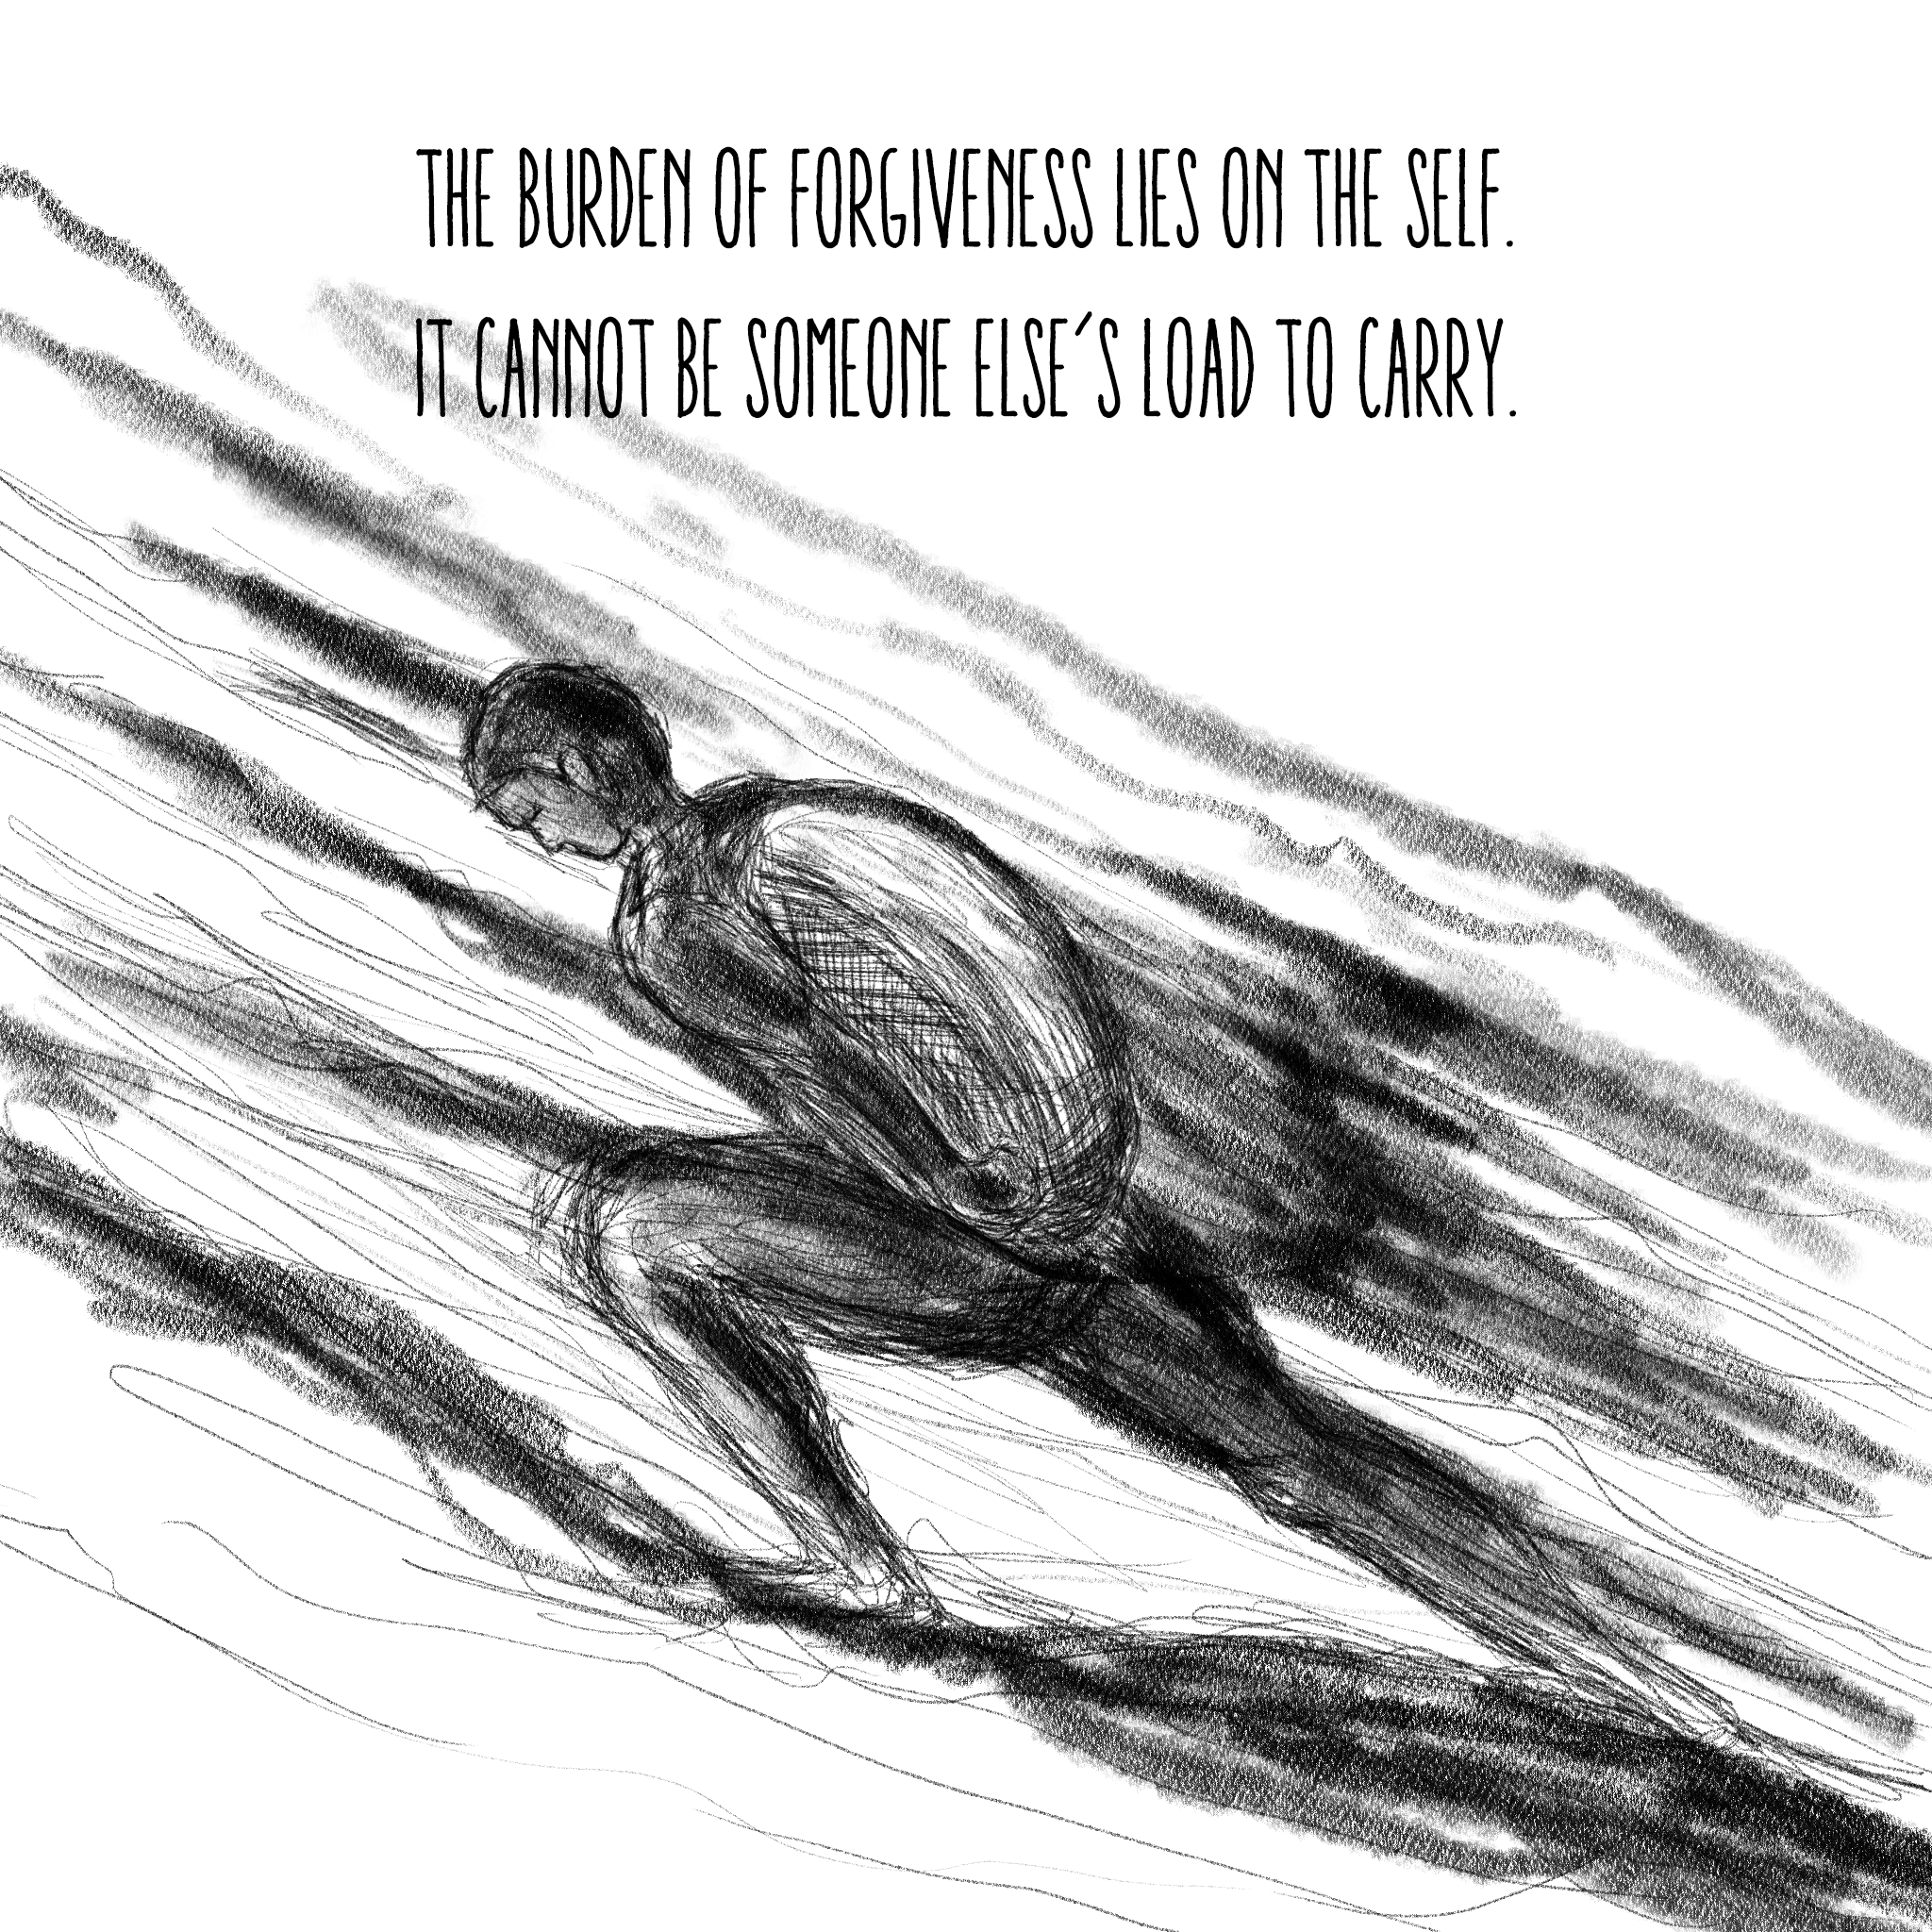 THE BURDEN OF FORGIVENESS LIES ON THE SELF.
IT CANNOT BE SOMEONE ELSE'S LOAD TO CARRY.